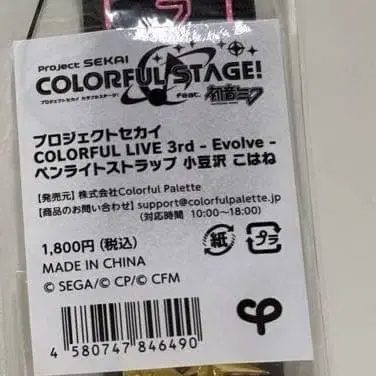 PROJECT SEKAI
COLORFUL STAGE!
プロジェクトセカイ カラフルステージ!
feat. 初音ミク
プロジェクトセカイ
COLORFUL LIVE 3rd - Evolve -
ペンライトストラップ 小豆沢 こはね
【発売元】株式会社Colorful Palette
【商品のお問い合わせ】support@colorfulpalette.jp
(対応時間 10:00~18:00)
1,800円(税込)
紙
プラ
MADE IN CHINA
© SEGA/© CP/© CFM
cp
4 580747 846490